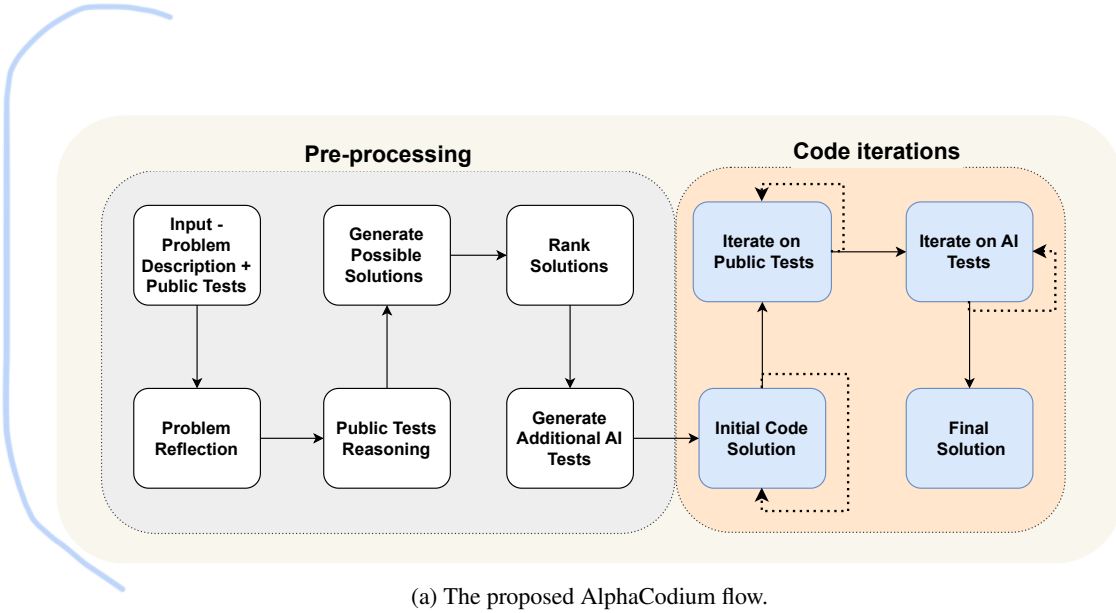 Pre-processing
Code iterations
Input -
Problem
Description +
Public Tests
Generate
Possible
Solutions
Rank
Solutions
Iterate on
Public Tests
Iterate on AI
Tests
Problem
Reflection
Public Tests
Reasoning
Generate
Additional AI
Tests
Initial Code
Solution
Final
Solution
(a) The proposed AlphaCodium flow.